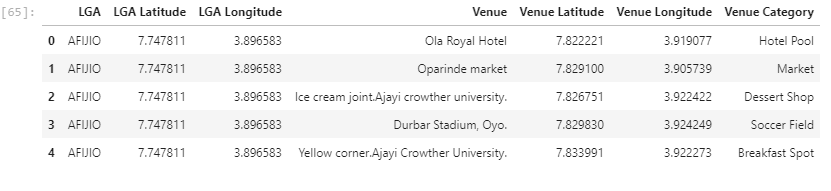 [65]: LGA LGA Latitude LGA Longitude Venue Venue Latitude Venue Longitude Venue Category
0 AFIJIO 7.747811 3.896583 Ola Royal Hotel 7.822221 3.919077 Hotel Pool
1 AFIJIO 7.747811 3.896583 Oparinde market 7.829100 3.905739 Market
2 AFIJIO 7.747811 3.896583 Ice cream joint.Ajayi crowther university. 7.826751 3.922422 Dessert Shop
3 AFIJIO 7.747811 3.896583 Durbar Stadium, Oyo. 7.829830 3.924249 Soccer Field
4 AFIJIO 7.747811 3.896583 Yellow corner.Ajayi Crowther University. 7.833991 3.922273 Breakfast Spot